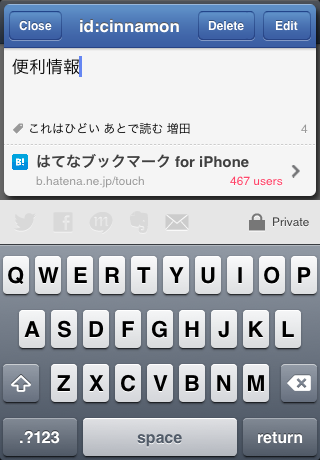 Close id:cinnamon Delete Edit
便利情報
これはひどい あとで読む 増田 4
B! はてなブックマーク for iPhone
b.hatena.ne.jp/touch 467 users
Private
Q W E R T Y U I O P
A S D F G H J K L
Z X C V B N M
.?123 space return